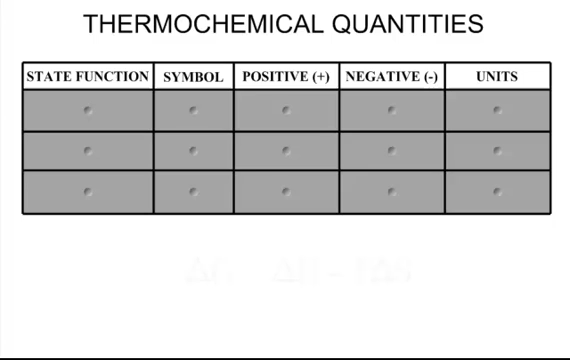 THERMOCHEMICAL QUANTITIES
STATE FUNCTION SYMBOL POSITIVE (+) NEGATIVE (-) UNITS